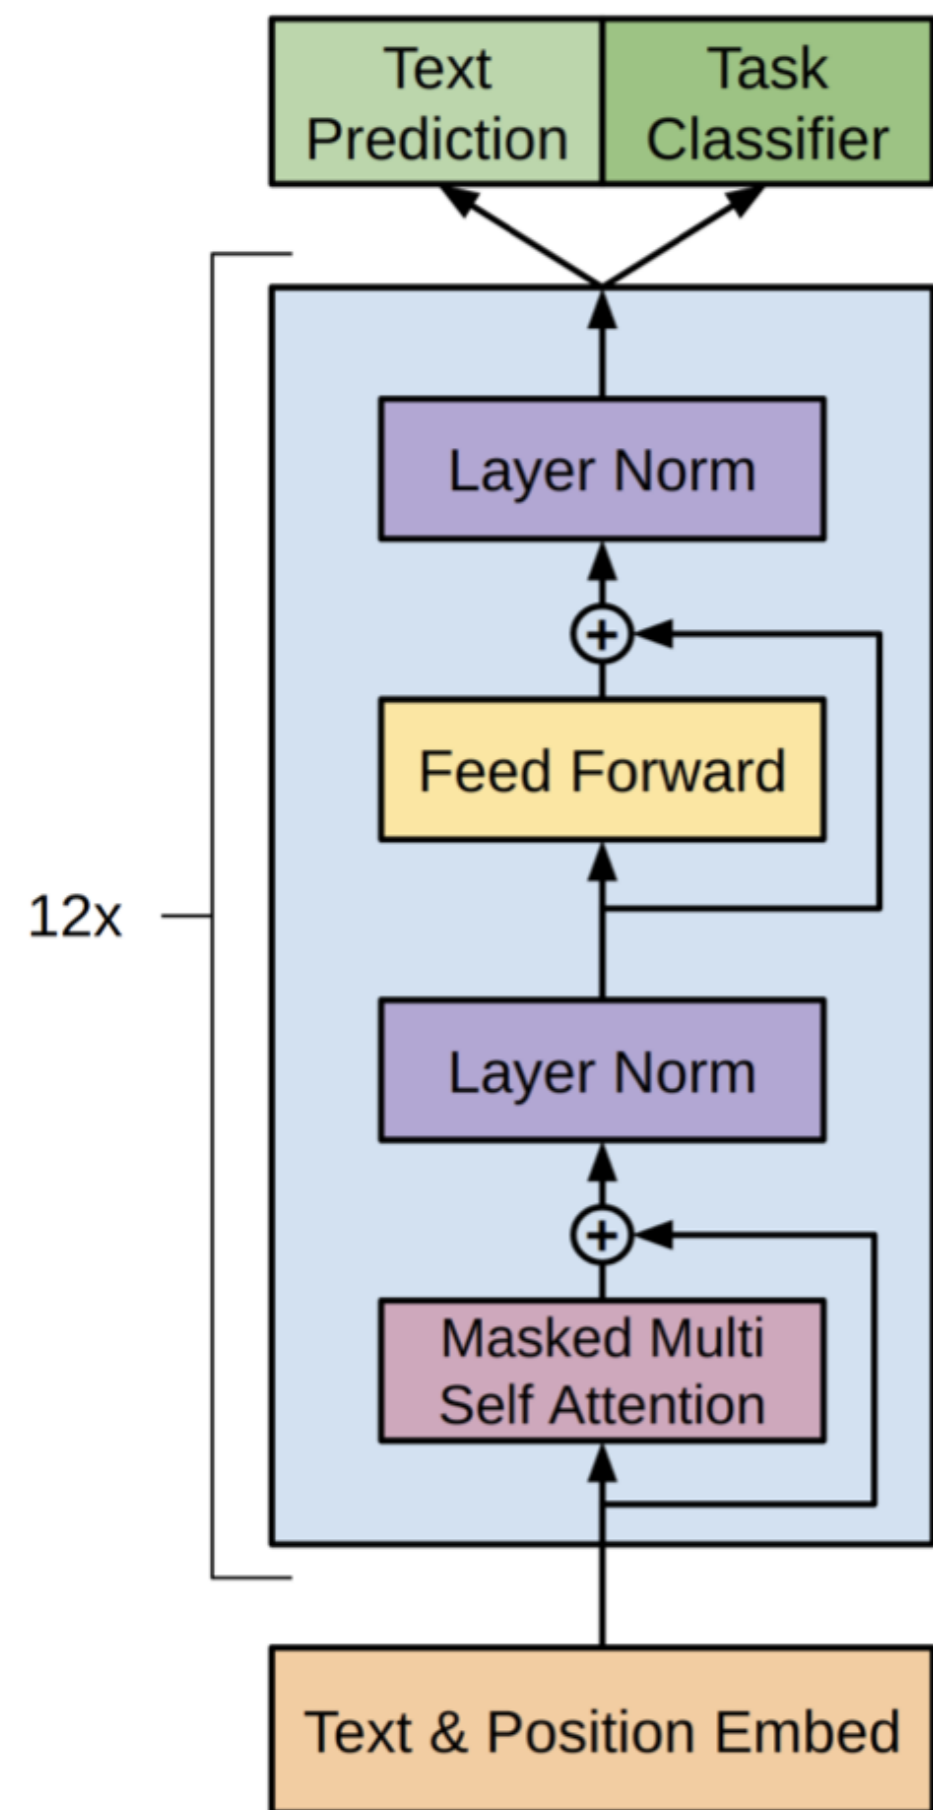 Text
Prediction
Task
Classifier
Layer Norm
+
Feed Forward
12x
Layer Norm
+
Masked Multi
Self Attention
Text & Position Embed